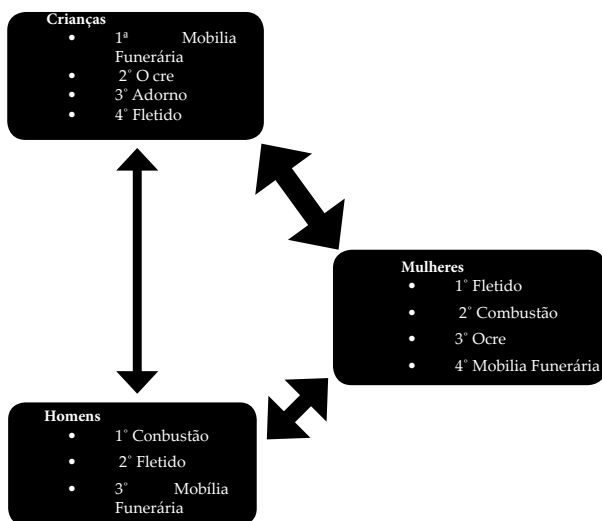 Crianças
• 1ª Mobilia
Funerária
• 2° O cre
• 3° Adorno
• 4° Fletido
Mulheres
• 1° Fletido
• 2° Combustão
• 3° Ocre
• 4° Mobilia Funerária
Homens
• 1° Conbustão
• 2° Fletido
• 3° Mobília
Funerária